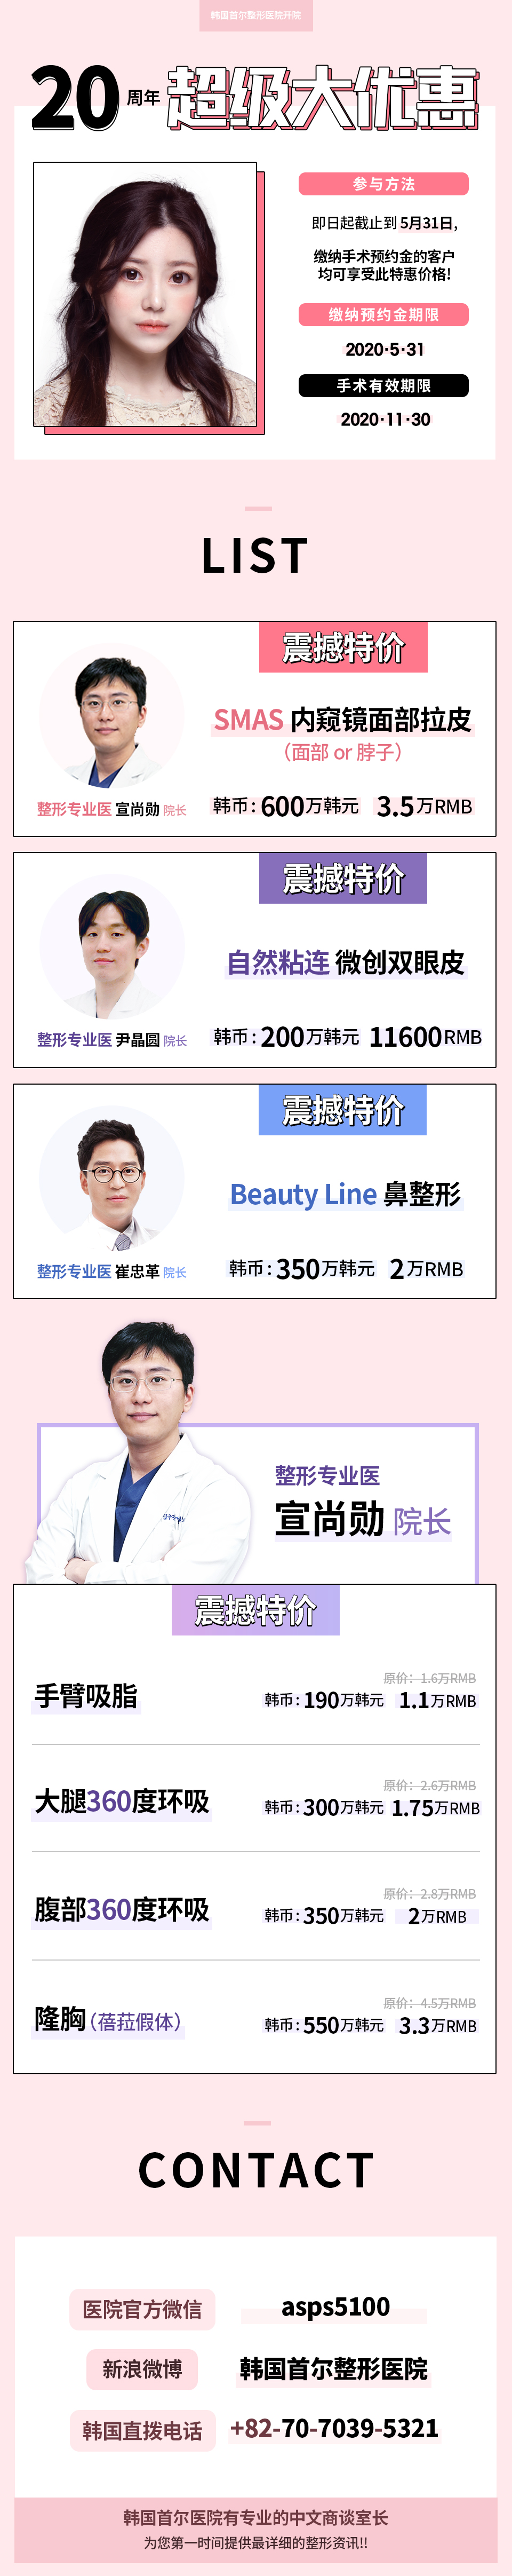 韩国首尔整形医院开院
20 周年 超级大优惠
参与方法
即日起截止到5月31日,
缴纳手术预约金的客户
均可享受此特惠价格!
缴纳预约金期限
2020·5·31
手术有效期限
2020·11·30
LIST
震撼特价
SMAS 内窥镜面部拉皮
（面部 or 脖子）
整形专业医 宣尚勋 院长
韩币:600万韩元 3.5万RMB
震撼特价
自然粘连 微创双眼皮
整形专业医 尹晶圆 院长
韩币:200万韩元 11600RMB
震撼特价
Beauty Line 鼻整形
整形专业医 崔忠革 院长
韩币:350万韩元 2万RMB
整形专业医
宣尚勋 院长
震撼特价
原价：1.6万RMB
手臂吸脂
韩币:190万韩元 1.1万RMB
原价：2.6万RMB
大腿360度环吸
韩币:300万韩元 1.75万RMB
原价：2.8万RMB
腹部360度环吸
韩币:350万韩元 2万RMB
原价：4.5万RMB
隆胸（蓓菈假体）
韩币:550万韩元 3.3万RMB
CONTACT
医院官方微信 asps5100
新浪微博 韩国首尔整形医院
韩国直拨电话 +82-70-7039-5321
韩国首尔医院有专业的中文商谈室长
为您第一时间提供最详细的整形资讯!!